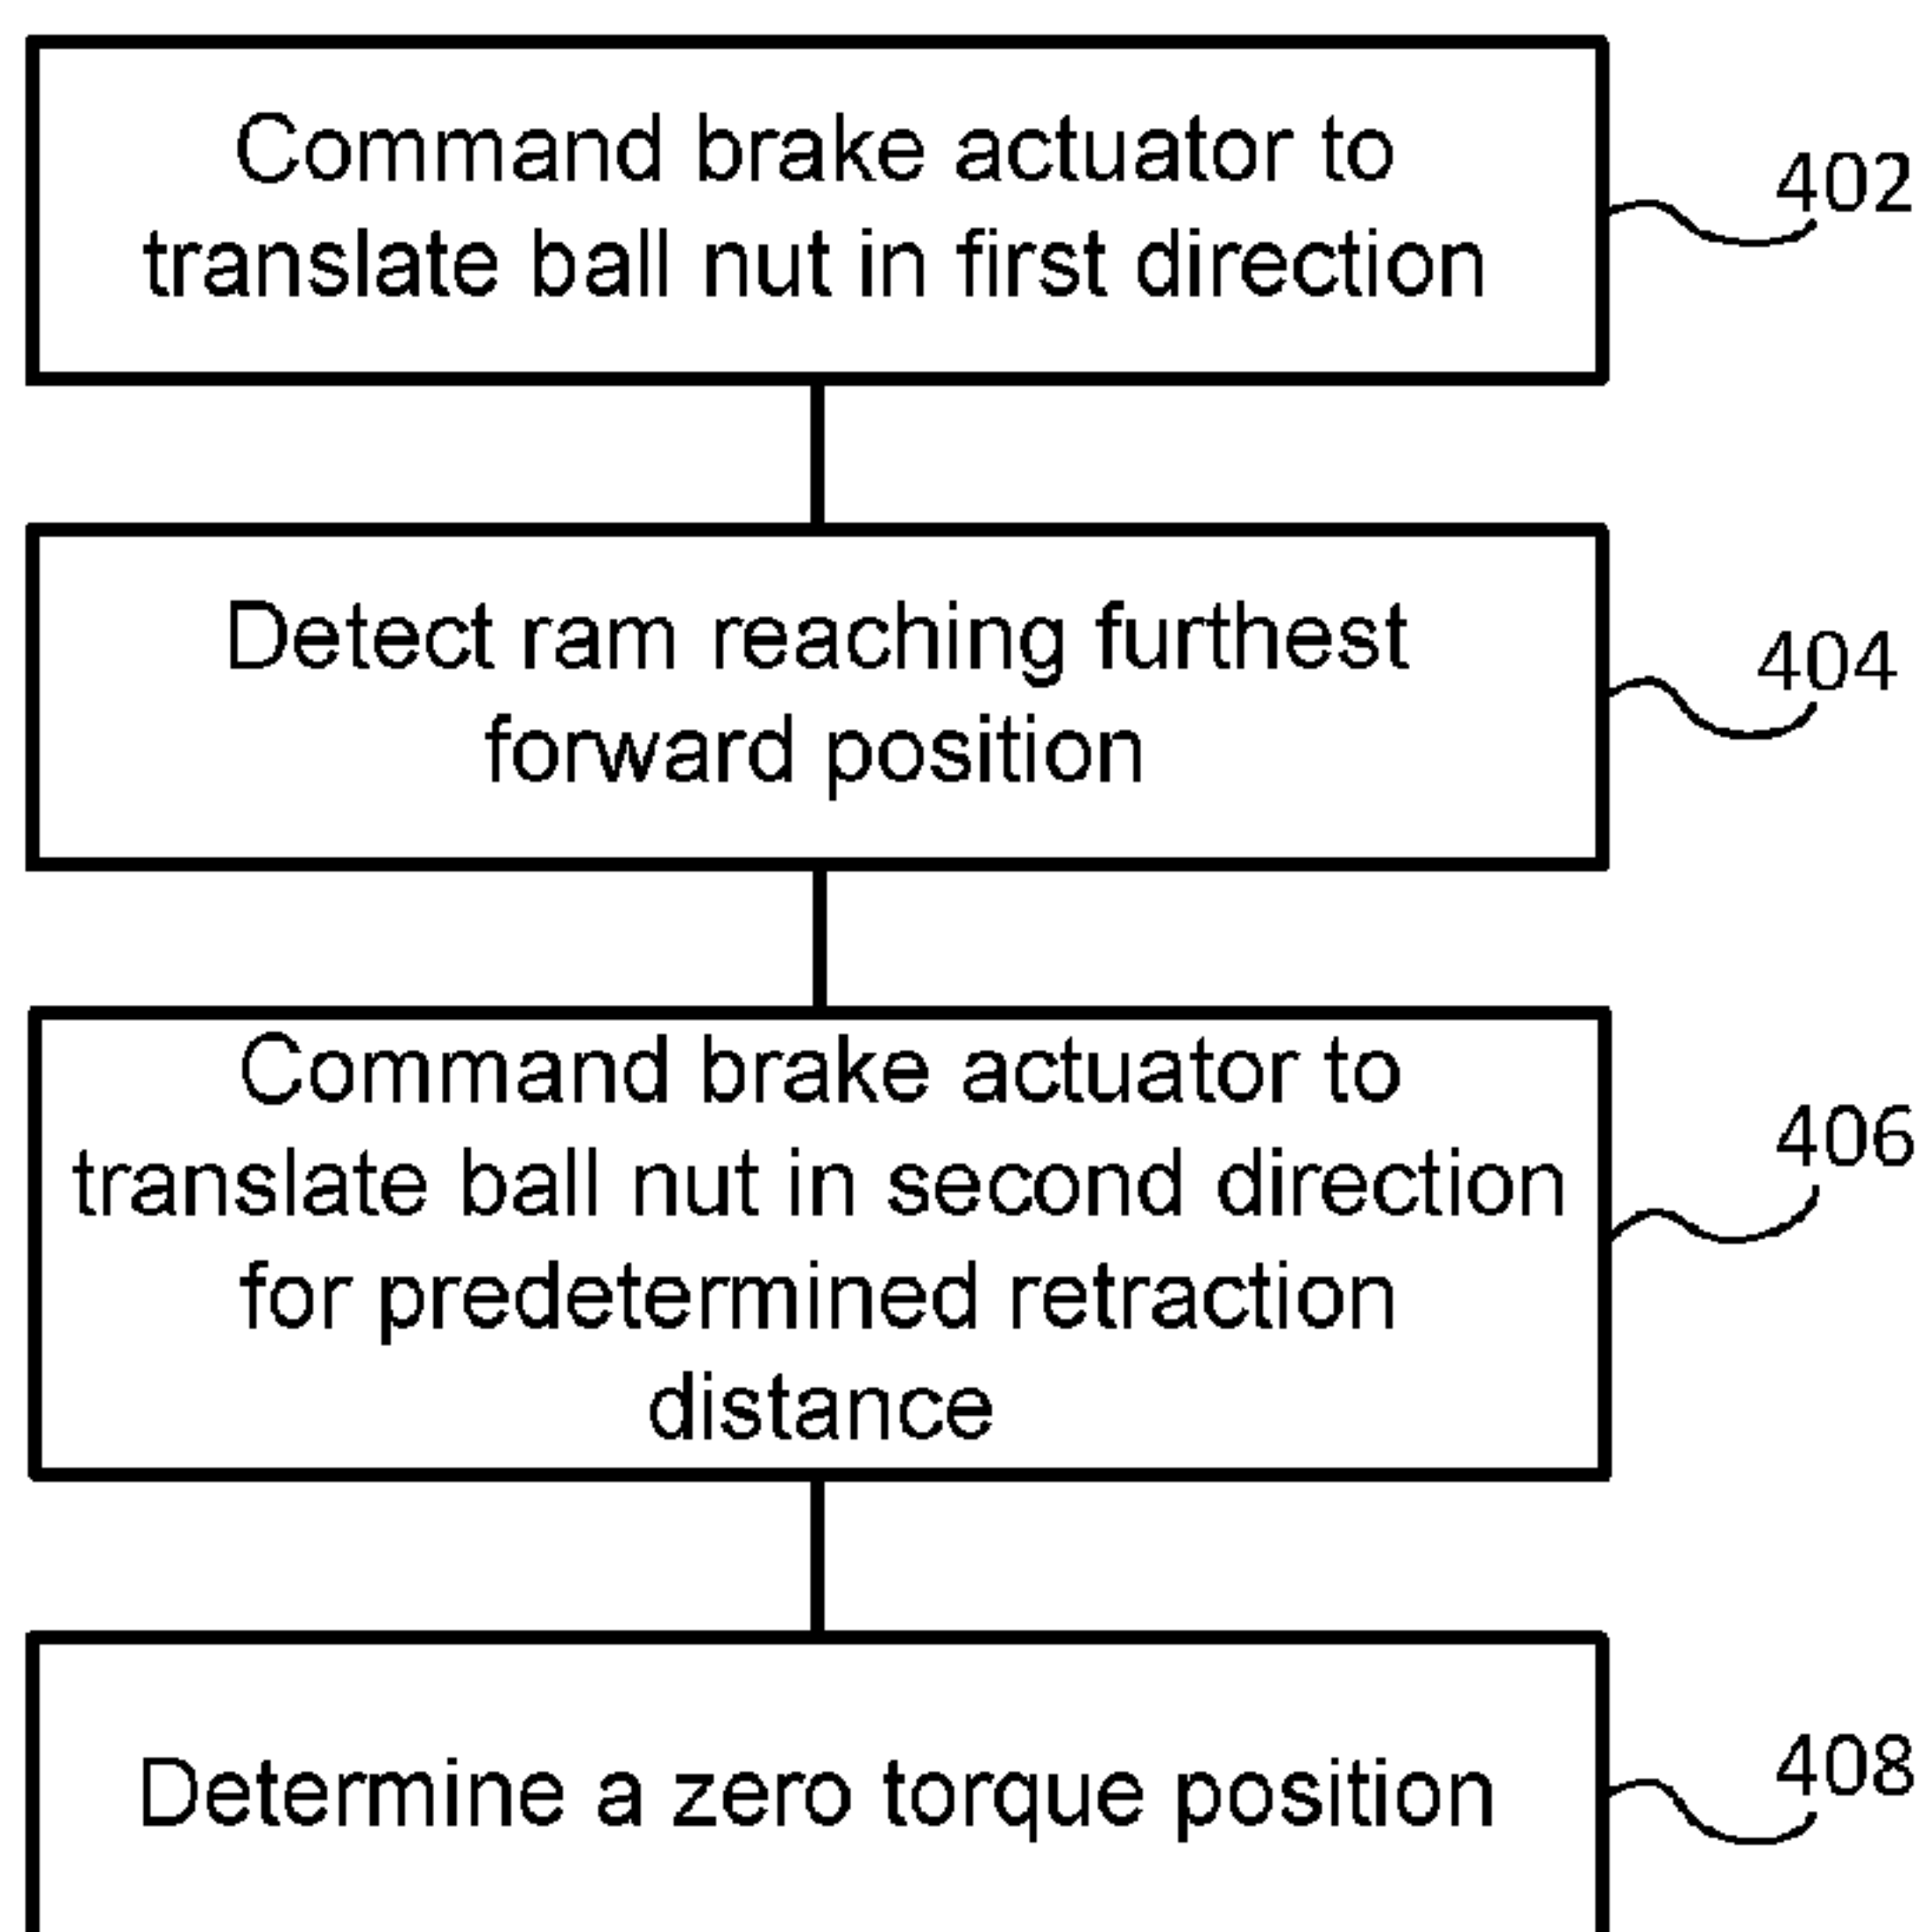 Command brake actuator to
translate ball nut in first direction
402
Detect ram reaching furthest
forward position
404
Command brake actuator to
translate ball nut in second direction
for predetermined retraction
distance
406
Determine a zero torque position
408